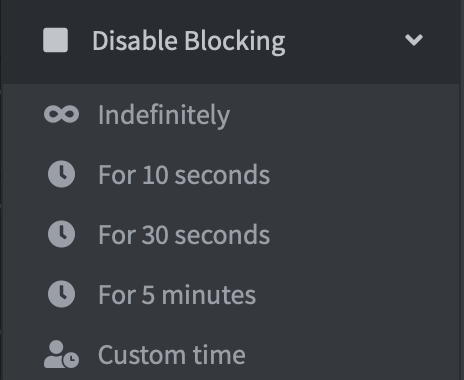 Disable Blocking
Indefinitely
For 10 seconds
For 30 seconds
For 5 minutes
Custom time